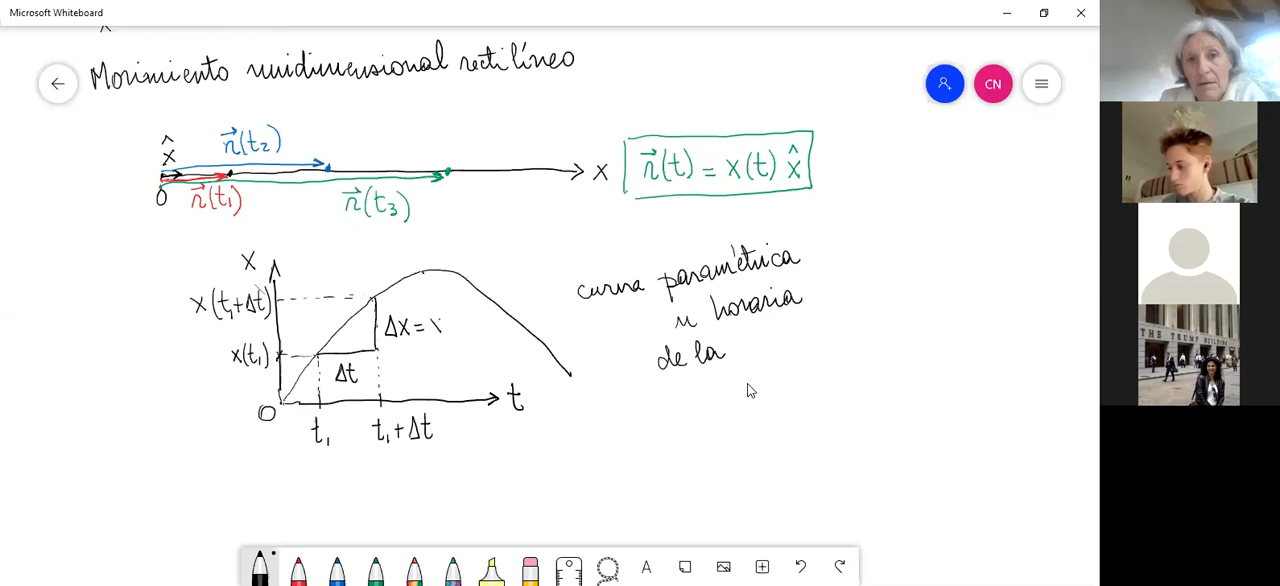 Microsoft Whiteboard
Movimiento unidimensional rectilíneo
CN
x̂
r⃗(t₂)
0
r⃗(t₁)
r⃗(t₃)
x
r⃗(t) = x(t) x̂
x
x(t₁+Δt)
x(t₁)
Δx =
Δt
0
t₁
t₁+Δt
t
curva paramétrica
u horaria
de la
THE TRUMP BUILDING
A